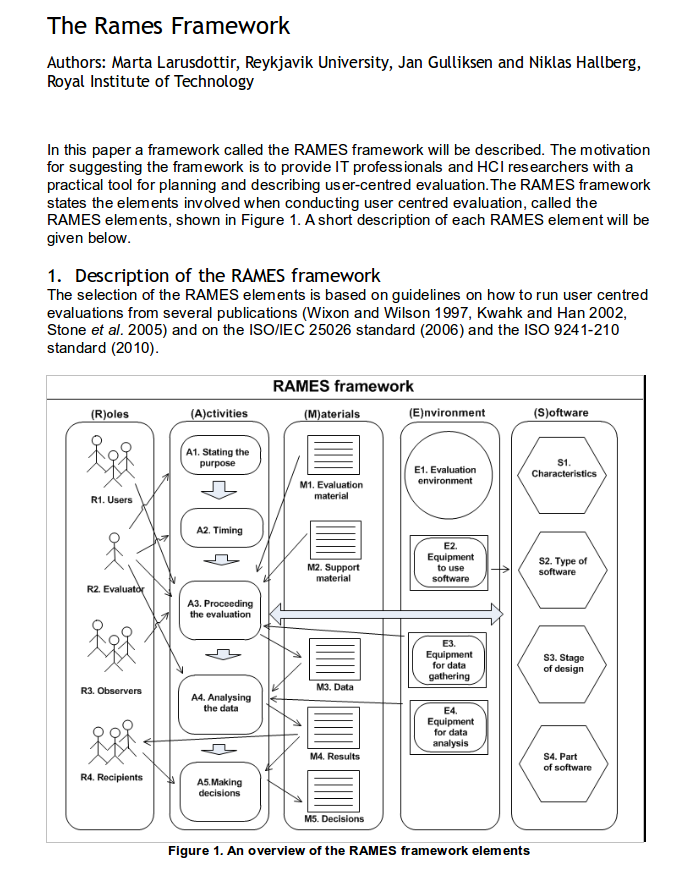 The Rames Framework
Authors: Marta Larusdottir, Reykjavik University, Jan Gulliksen and Niklas Hallberg,
Royal Institute of Technology
In this paper a framework called the RAMES framework will be described. The motivation
for suggesting the framework is to provide IT professionals and HCI researchers with a
practical tool for planning and describing user-centred evaluation.The RAMES framework
states the elements involved when conducting user centred evaluation, called the
RAMES elements, shown in Figure 1. A short description of each RAMES element will be
given below.
1. Description of the RAMES framework
The selection of the RAMES elements is based on guidelines on how to run user centred
evaluations from several publications (Wixon and Wilson 1997, Kwahk and Han 2002,
Stone et al. 2005) and on the ISO/IEC 25026 standard (2006) and the ISO 9241-210
standard (2010).
RAMES framework
(R)oles
R1. Users
R2. Evaluator
R3. Observers
R4. Recipients
(A)ctivities
A1. Stating the
purpose
A2. Timing
A3. Proceeding
the evaluation
A4. Analysing
the data
A5.Making
decisions
(M)aterials
M1. Evaluation
material
M2. Support
material
M3. Data
M4. Results
M5. Decisions
(E)nvironment
E1. Evaluation
environment
E2.
Equipment
to use
software
E3.
Equipment
for data
gathering
E4.
Equipment
for data
analysis
(S)oftware
S1.
Characteristics
S2. Type of
software
S3. Stage
of design
S4. Part
of software
Figure 1. An overview of the RAMES framework elements